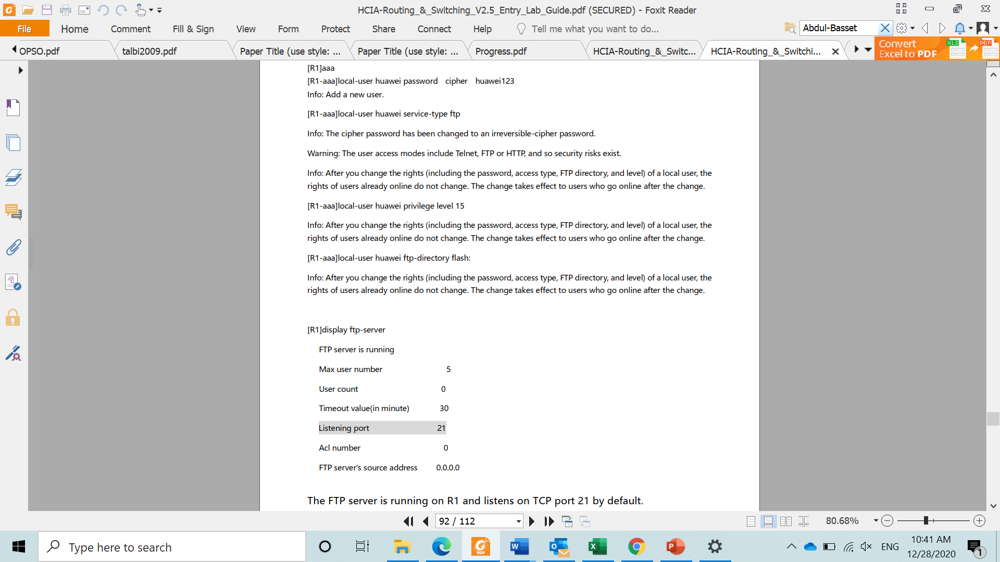 HCIA-Routing_&_Switching_V2.5_Entry_Lab_Guide.pdf (SECURED) - Foxit Reader
File Home Comment Fill & Sign View Form Protect Share Connect Help Tell me what you want to do... Abdul-Basset
OPSO.pdf talbi2009.pdf Paper Title (use style: ... Paper Title (use style: ... Progress.pdf HCIA-Routing_&_Switc... HCIA-Routing_&_Switchi...
Convert
Excel to PDF
XLS PDF
[R1]aaa
[R1-aaa]local-user huawei password cipher huawei123
Info: Add a new user.
[R1-aaa]local-user huawei service-type ftp
Info: The cipher password has been changed to an irreversible-cipher password.
Warning: The user access modes include Telnet, FTP or HTTP, and so security risks exist.
Info: After you change the rights (including the password, access type, FTP directory, and level) of a local user, the
rights of users already online do not change. The change takes effect to users who go online after the change.
[R1-aaa]local-user huawei privilege level 15
Info: After you change the rights (including the password, access type, FTP directory, and level) of a local user, the
rights of users already online do not change. The change takes effect to users who go online after the change.
[R1-aaa]local-user huawei ftp-directory flash:
Info: After you change the rights (including the password, access type, FTP directory, and level) of a local user, the
rights of users already online do not change. The change takes effect to users who go online after the change.
[R1]display ftp-server
FTP server is running
Max user number 5
User count 0
Timeout value(in minute) 30
Listening port 21
Acl number 0
FTP server's source address 0.0.0.0
The FTP server is running on R1 and listens on TCP port 21 by default.
92 / 112
80.68%
Type here to search
PDF
ENG
10:41 AM
12/28/2020
1